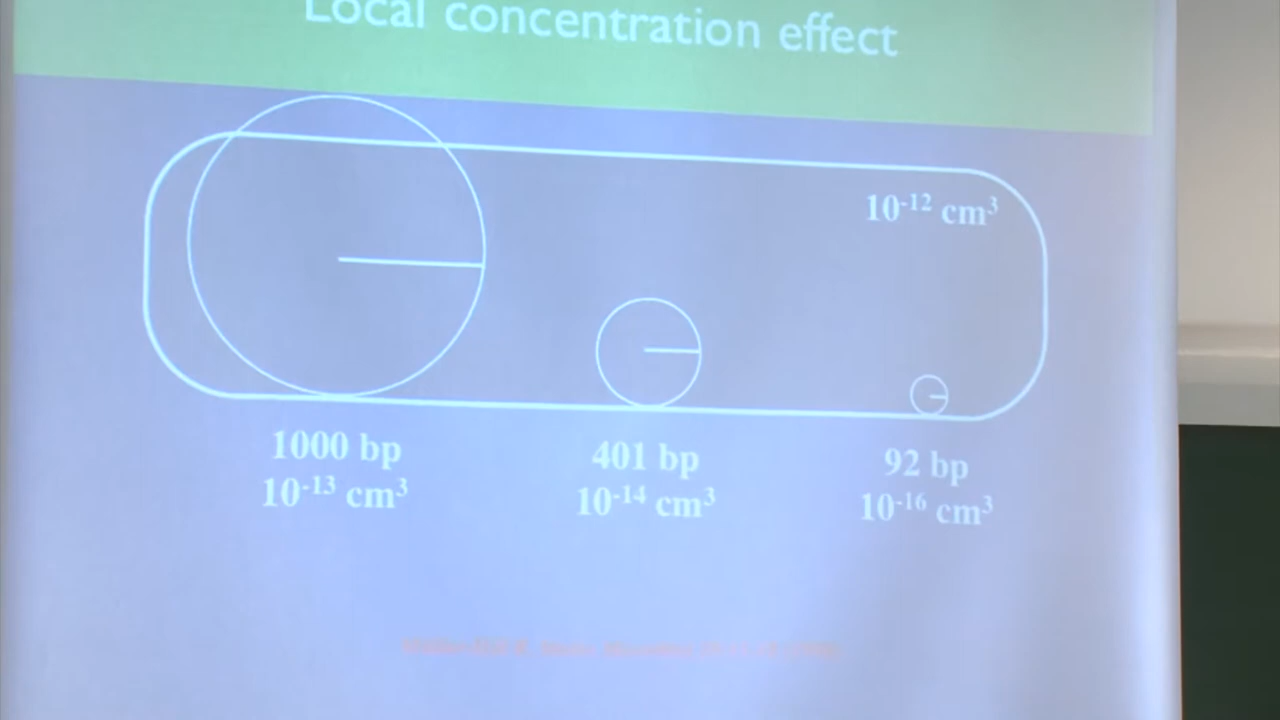 Local concentration effect
10⁻¹² cm³
1000 bp
10⁻¹³ cm³
401 bp
10⁻¹⁴ cm³
92 bp
10⁻¹⁶ cm³